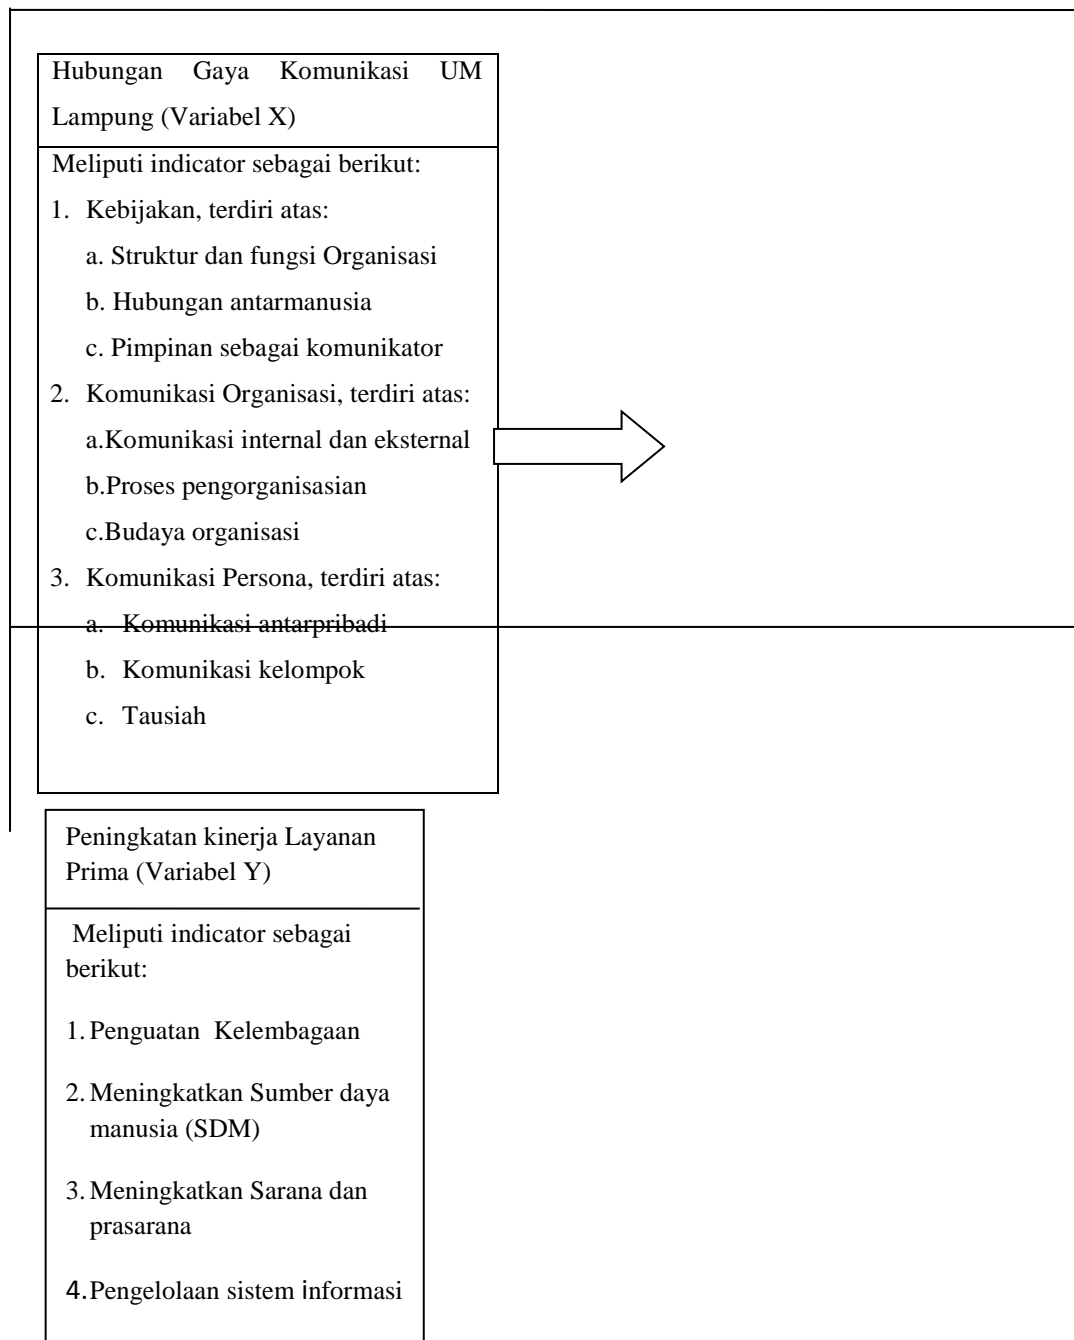 Hubungan Gaya Komunikasi UM
Lampung (Variabel X)
Meliputi indicator sebagai berikut:
1. Kebijakan, terdiri atas:
a. Struktur dan fungsi Organisasi
b. Hubungan antarmanusia
c. Pimpinan sebagai komunikator
2. Komunikasi Organisasi, terdiri atas:
a.Komunikasi internal dan eksternal
b.Proses pengorganisasian
c.Budaya organisasi
3. Komunikasi Persona, terdiri atas:
a. Komunikasi antarpribadi
b. Komunikasi kelompok
c. Tausiah
Peningkatan kinerja Layanan
Prima (Variabel Y)
Meliputi indicator sebagai
berikut:
1. Penguatan Kelembagaan
2. Meningkatkan Sumber daya
manusia (SDM)
3. Meningkatkan Sarana dan
prasarana
4.Pengelolaan sistem informasi